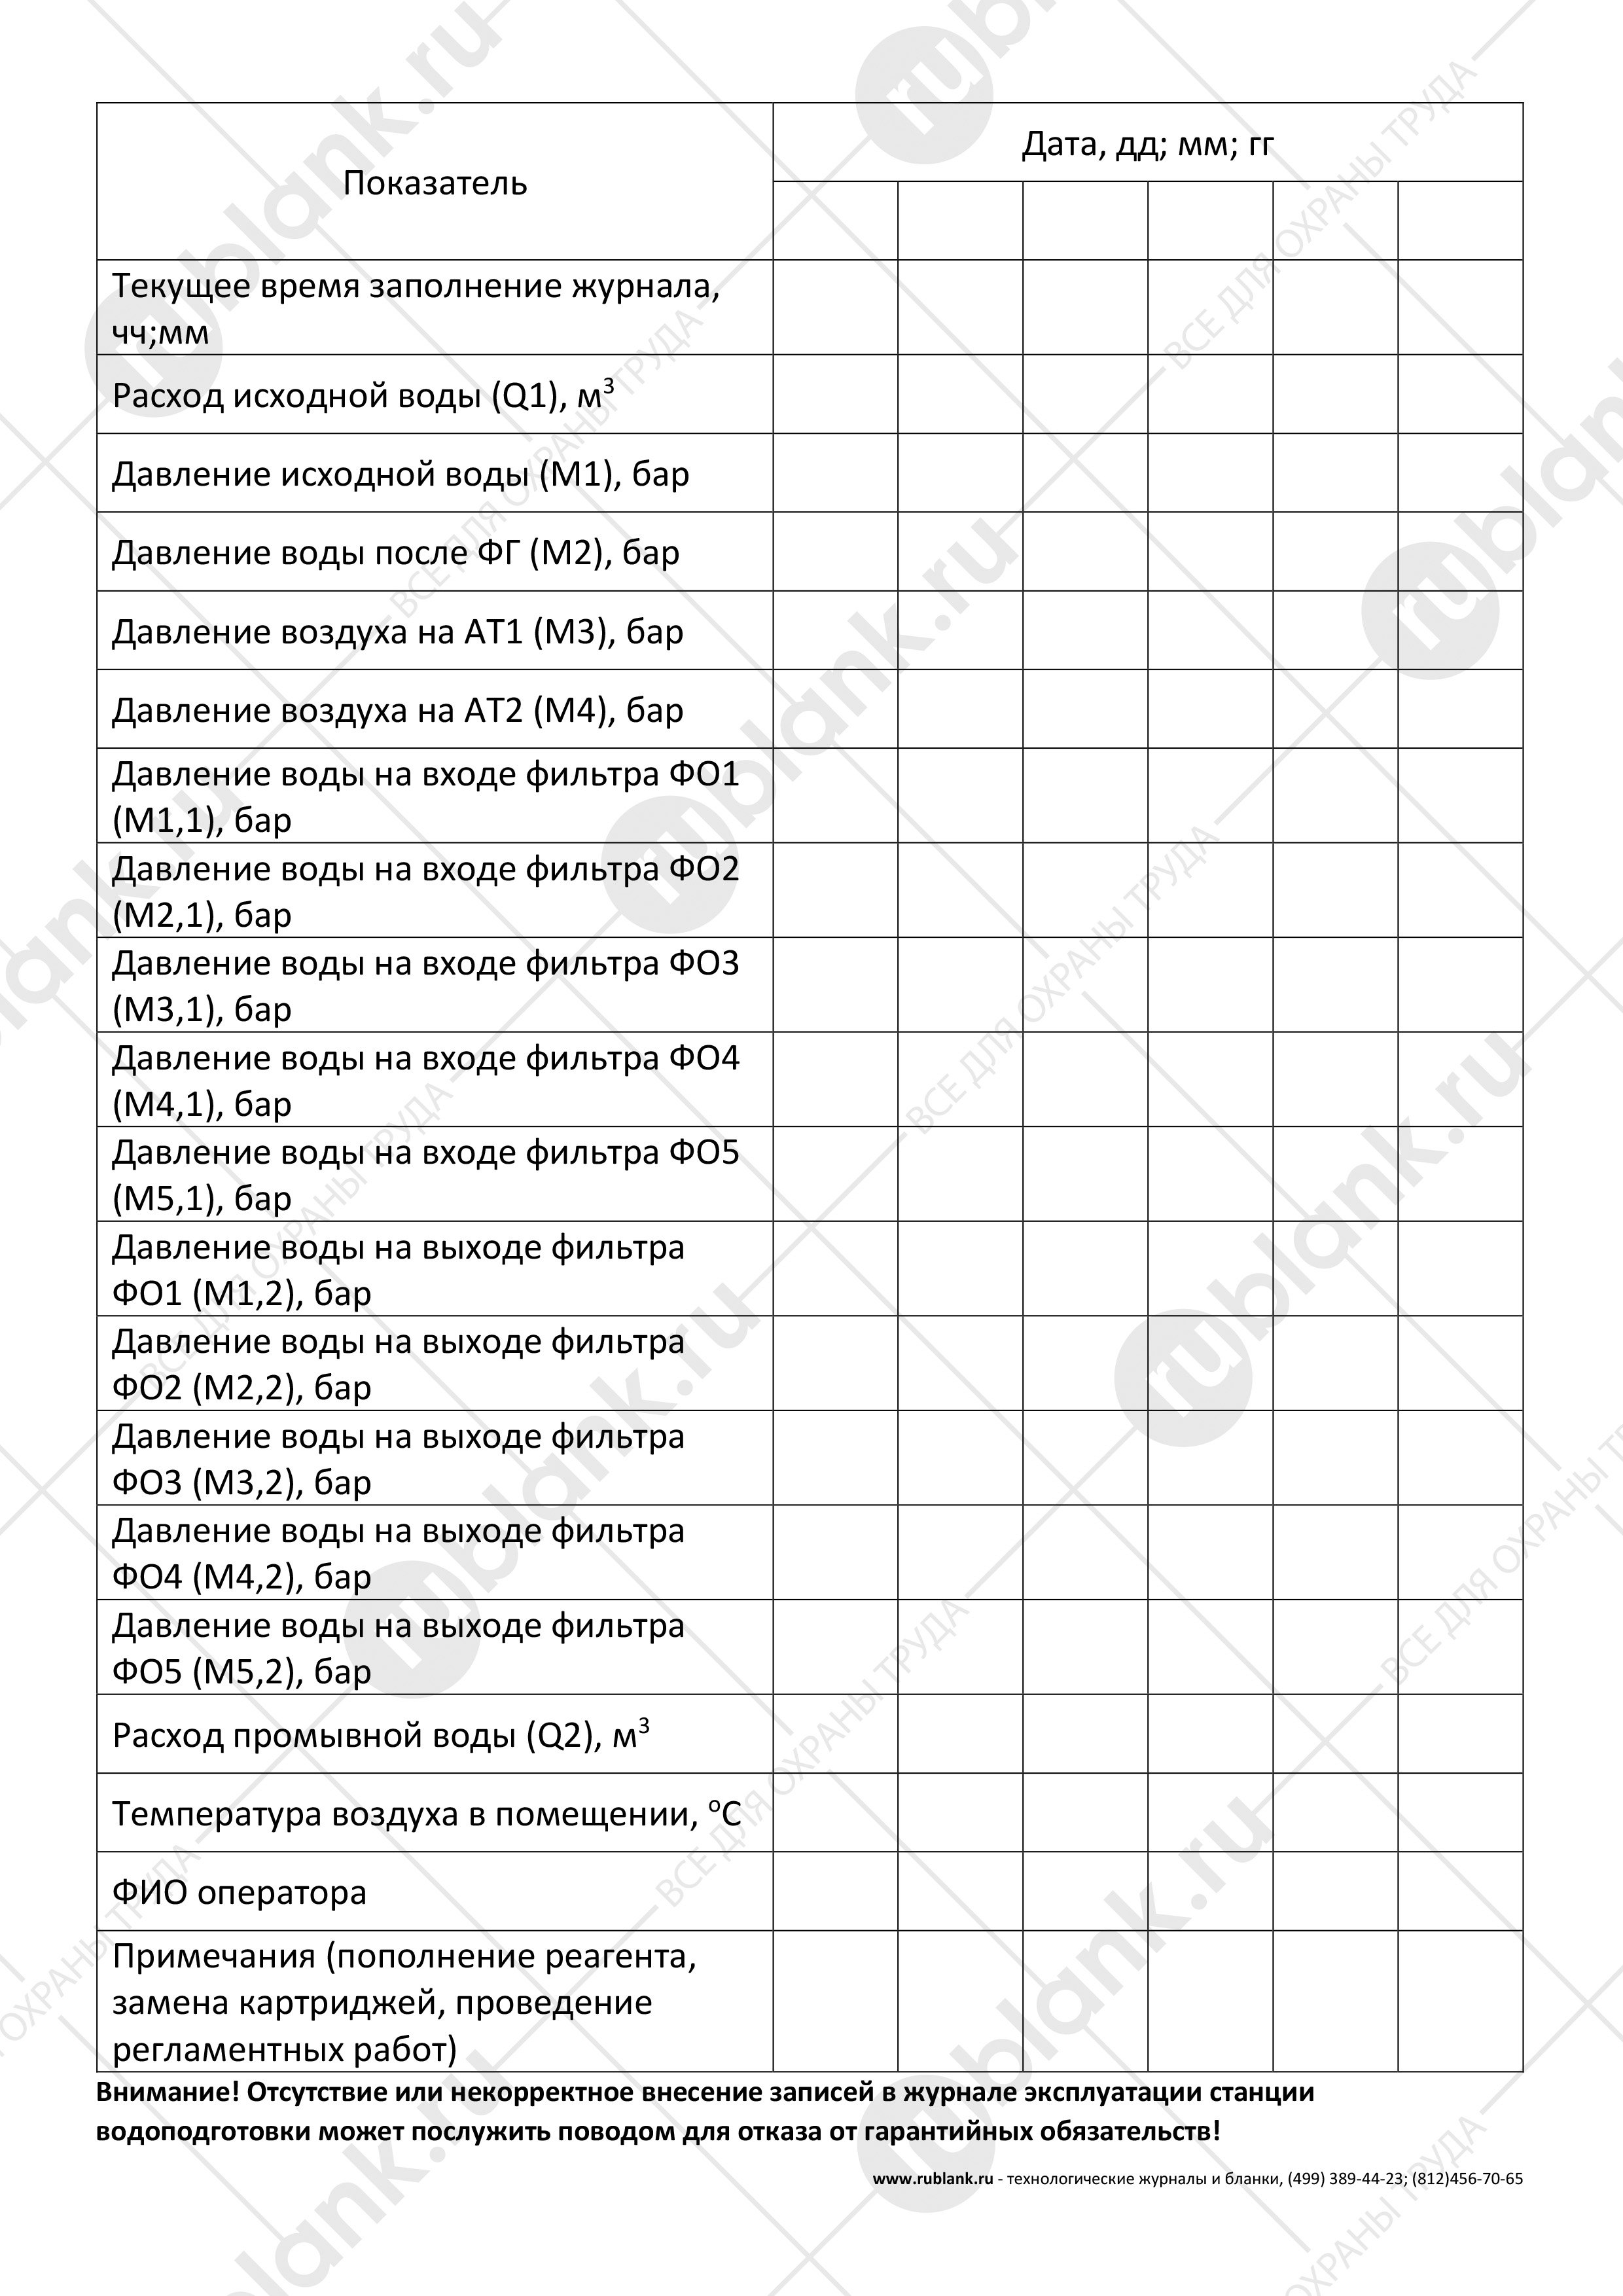 Показатель
Дата, дд; мм; гг
Текущее время заполнение журнала,
чч;мм
Расход исходной воды (Q1), м³
Давление исходной воды (М1), бар
Давление воды после ФГ (М2), бар
Давление воздуха на АТ1 (М3), бар
Давление воздуха на АТ2 (М4), бар
Давление воды на входе фильтра ФО1
(М1,1), бар
Давление воды на входе фильтра ФО2
(М2,1), бар
Давление воды на входе фильтра ФО3
(М3,1), бар
Давление воды на входе фильтра ФО4
(М4,1), бар
Давление воды на входе фильтра ФО5
(М5,1), бар
Давление воды на выходе фильтра
ФО1 (М1,2), бар
Давление воды на выходе фильтра
ФО2 (М2,2), бар
Давление воды на выходе фильтра
ФО3 (М3,2), бар
Давление воды на выходе фильтра
ФО4 (М4,2), бар
Давление воды на выходе фильтра
ФО5 (М5,2), бар
Расход промывной воды (Q2), м³
Температура воздуха в помещении, °С
ФИО оператора
Примечания (пополнение реагента,
замена картриджей, проведение
регламентных работ)
Внимание! Отсутствие или некорректное внесение записей в журнале эксплуатации станции
водоподготовки может послужить поводом для отказа от гарантийных обязательств!
www.rublank.ru - технологические журналы и бланки, (499) 389-44-23; (812)456-70-65
rublank.ru
ВСЕ ДЛЯ ОХРАНЫ ТРУДА